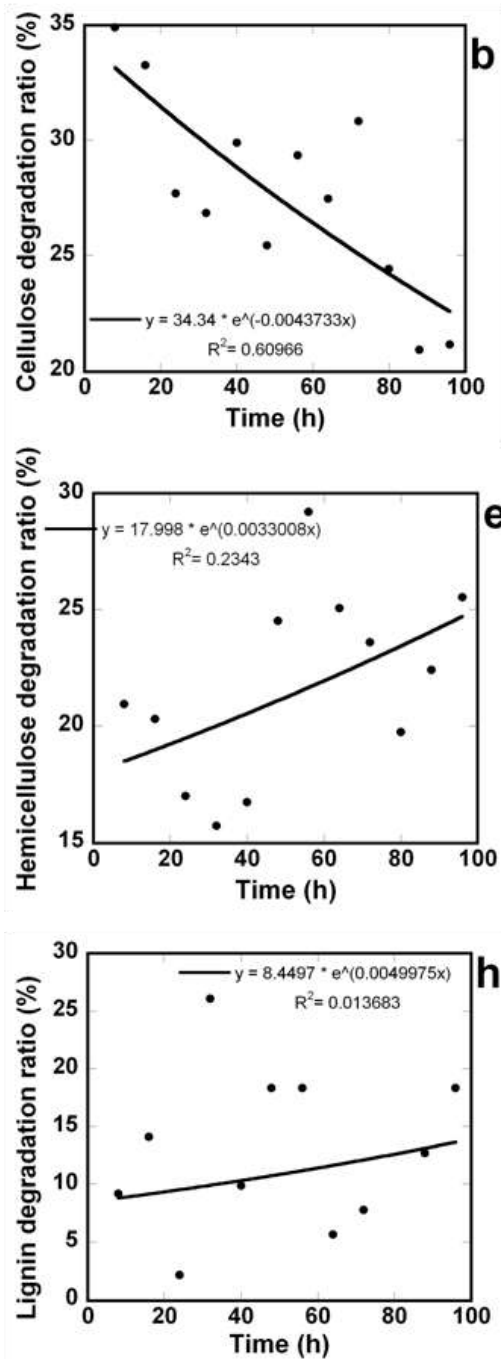 b
Cellulose degradation ratio (%)
35
30
25
20
y = 34.34 * e^(-0.0043733x)
R²= 0.60966
0 20 40 60 80 100
Time (h)
e
Hemicellulose degradation ratio (%)
30
25
20
15
y = 17.998 * e^(0.0033008x)
R²= 0.2343
0 20 40 60 80 100
Time (h)
h
Lignin degradation ratio (%)
30
25
20
15
10
5
0
y = 8.4497 * e^(0.0049975x)
R²= 0.013683
0 20 40 60 80 100
Time (h)